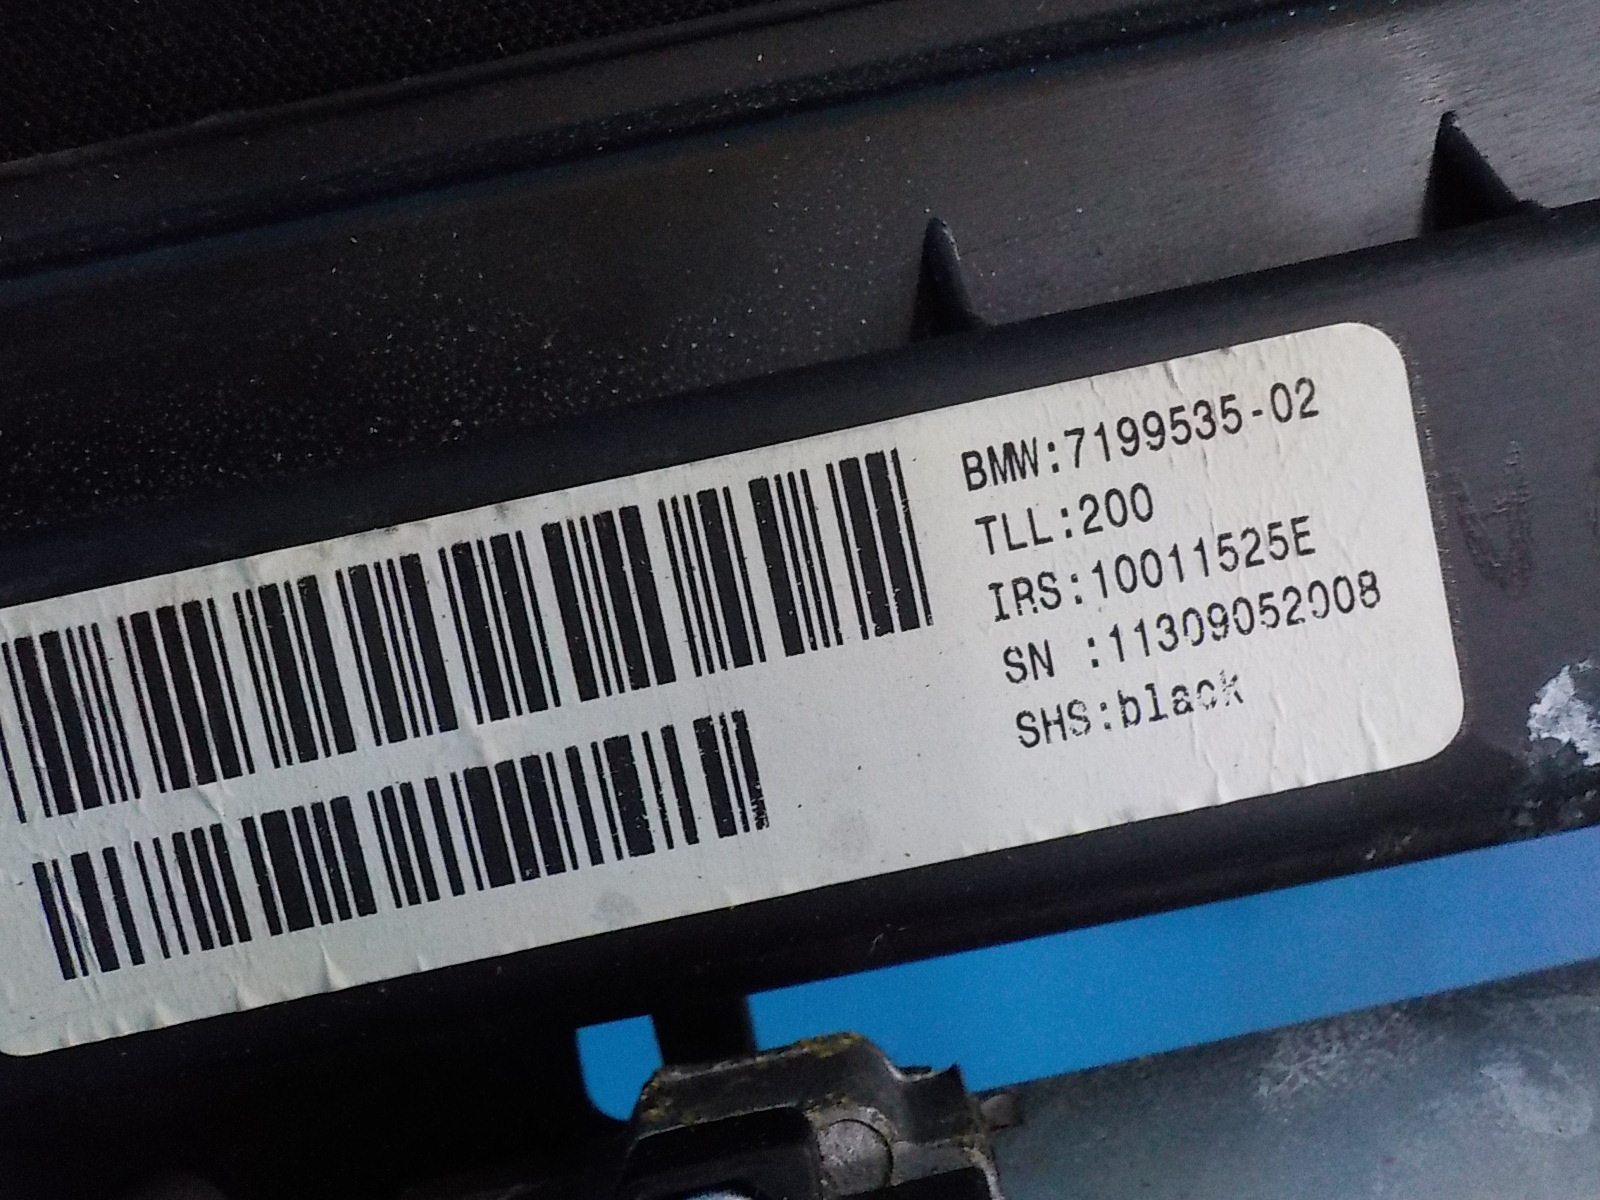 BMW:7199535-02
TLL:200
IRS:10011525E
SN :11309052008
SHS:black